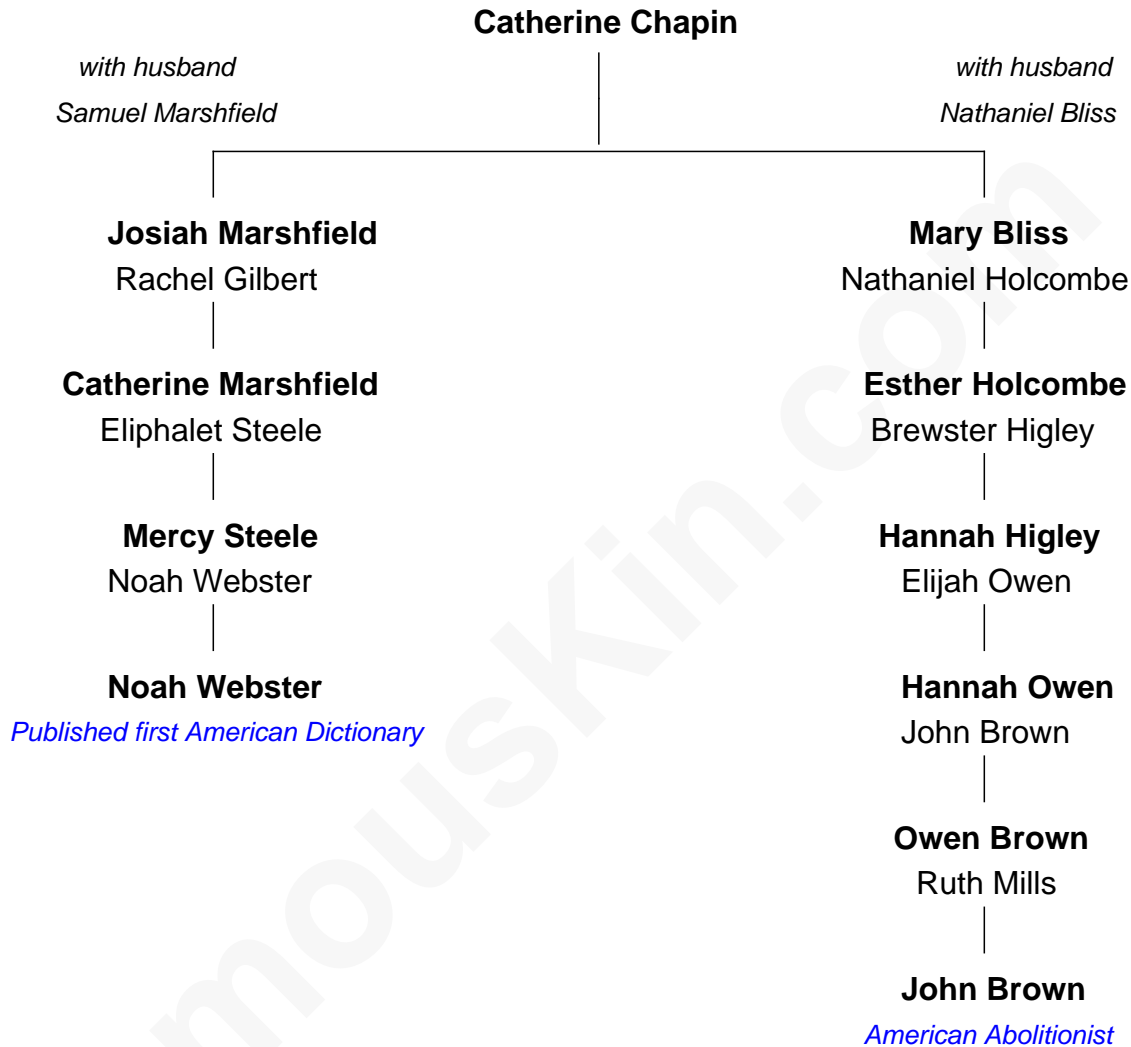 Catherine Chapin
with husband
Samuel Marshfield
with husband
Nathaniel Bliss
Josiah Marshfield
Rachel Gilbert
Catherine Marshfield
Eliphalet Steele
Mercy Steele
Noah Webster
Noah Webster
Published first American Dictionary
Mary Bliss
Nathaniel Holcombe
Esther Holcombe
Brewster Higley
Hannah Higley
Elijah Owen
Hannah Owen
John Brown
Owen Brown
Ruth Mills
John Brown
American Abolitionist
mouskin.com